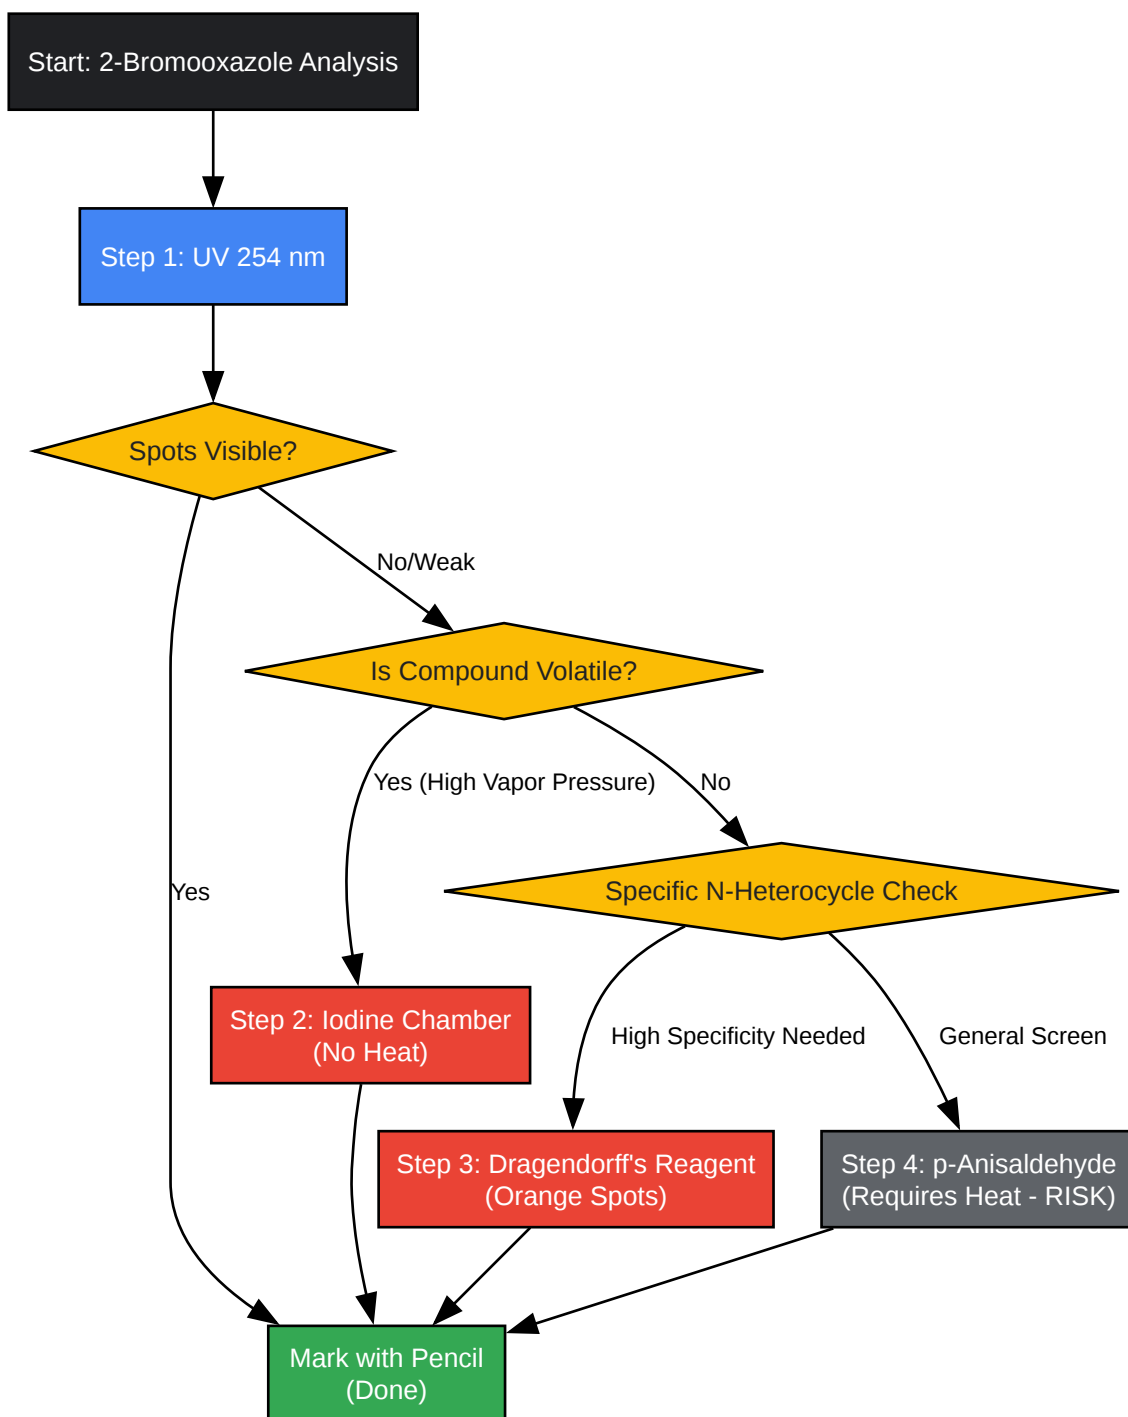 Start: 2-Bromooxazole Analysis
Step 1: UV 254 nm
Spots Visible?
No/Weak
Is Compound Volatile?
Yes (High Vapor Pressure)
No
Yes
Specific N-Heterocycle Check
Step 2: Iodine Chamber
(No Heat)
High Specificity Needed
General Screen
Step 3: Dragendorff's Reagent
(Orange Spots)
Step 4: p-Anisaldehyde
(Requires Heat - RISK)
Mark with Pencil
(Done)